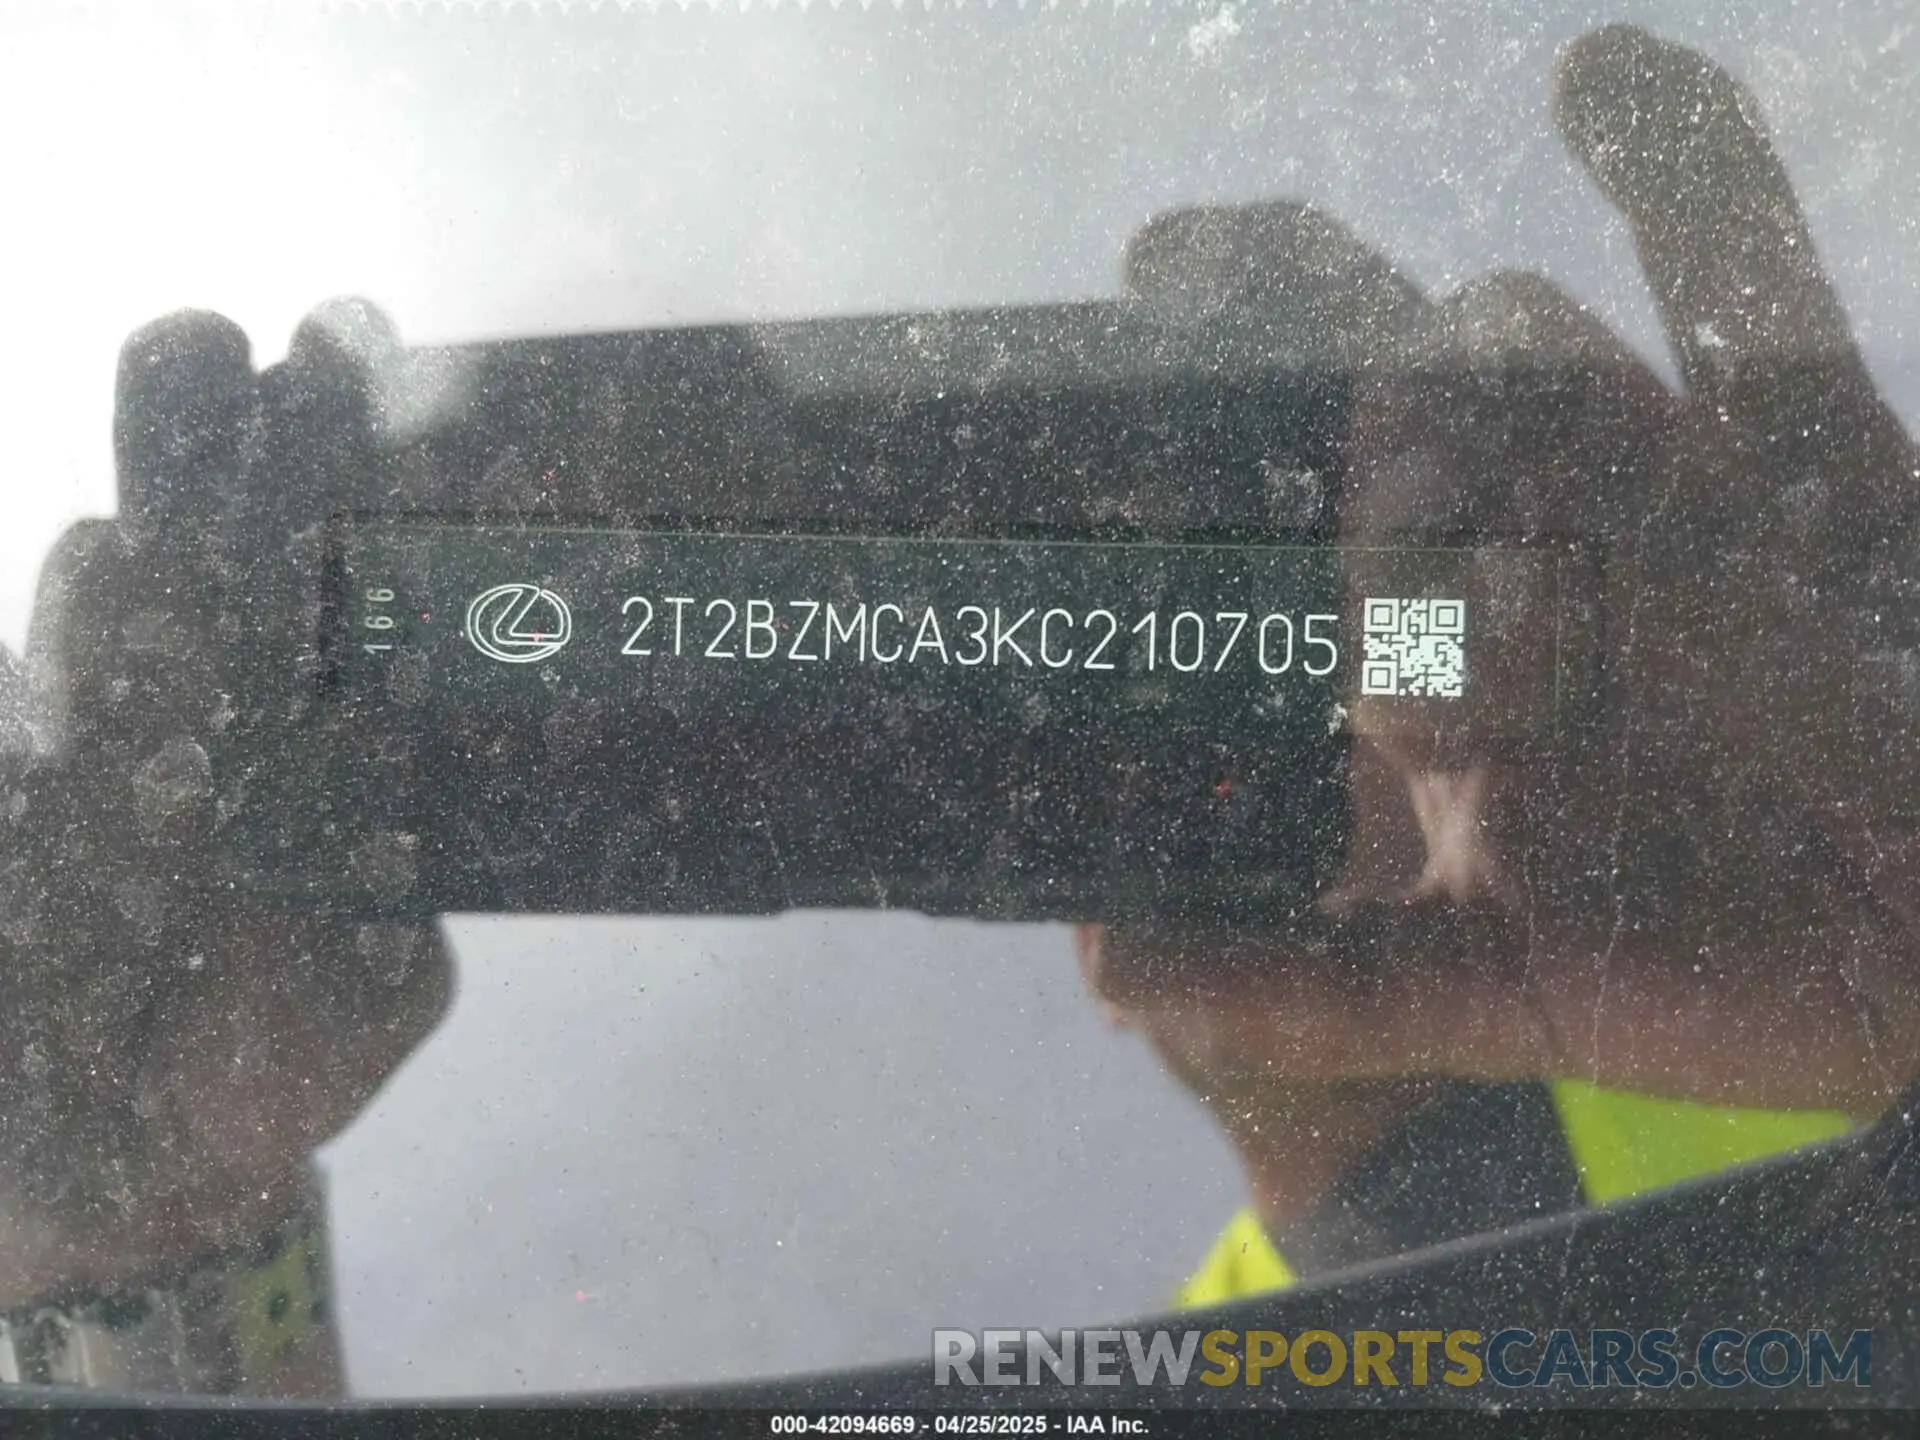 166
2T2BZMCA3KC210705
RENEWSPORTSCARS.COM
000-42094669 - 04/25/2025 - IAA Inc.